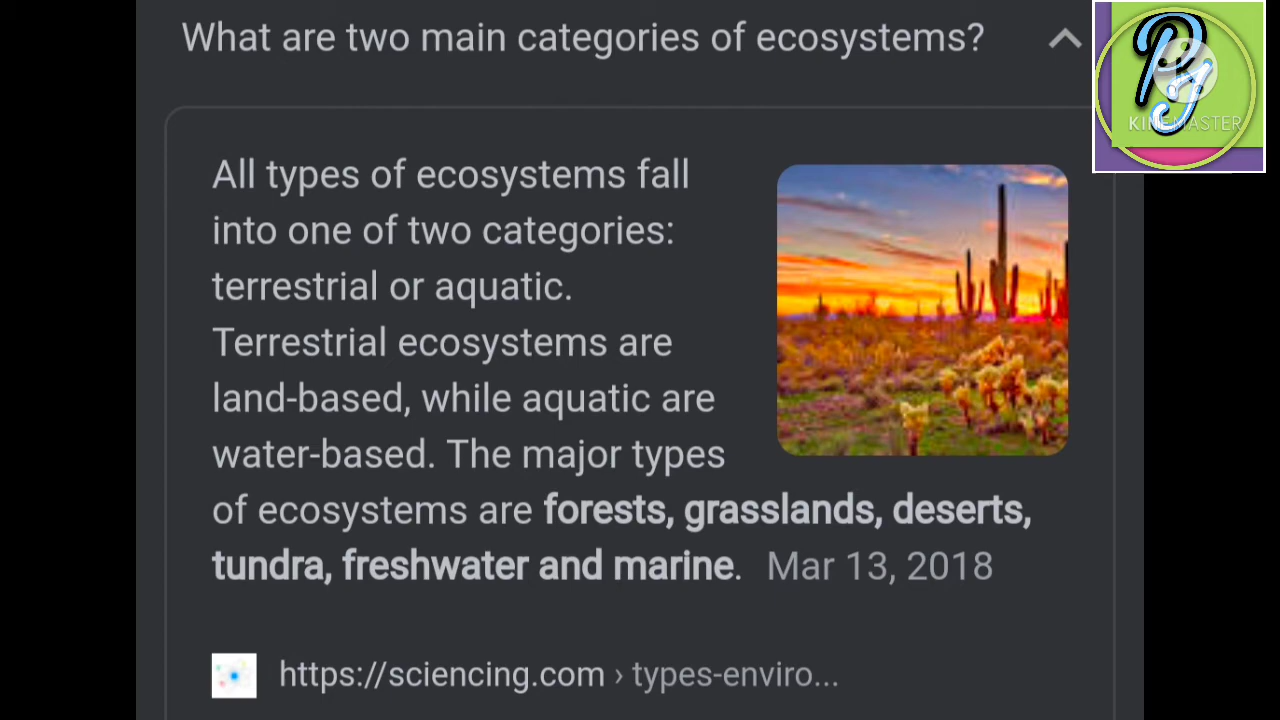 What are two main categories of ecosystems?
KINEMASTER
All types of ecosystems fall
into one of two categories:
terrestrial or aquatic.
Terrestrial ecosystems are
land-based, while aquatic are
water-based. The major types
of ecosystems are forests, grasslands, deserts,
tundra, freshwater and marine. Mar 13, 2018
https://sciencing.com › types-enviro...